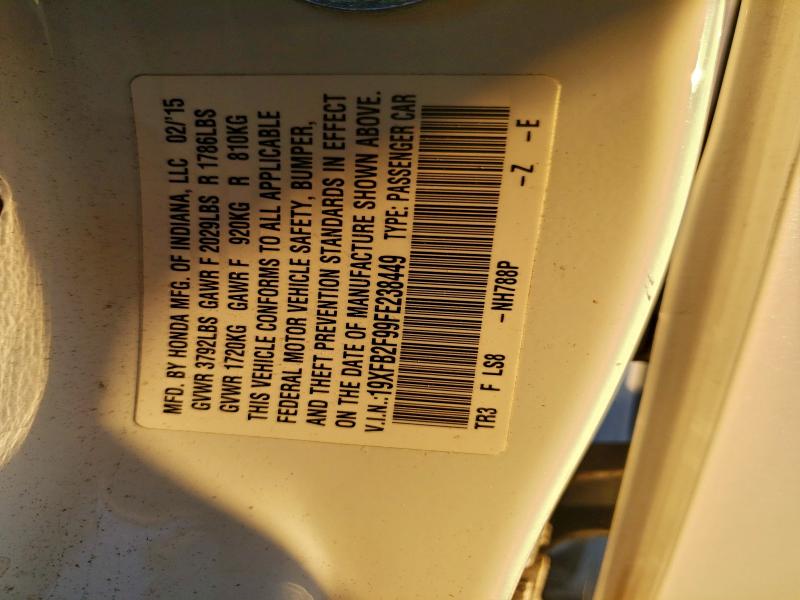 MFD. BY HONDA MFG. OF INDIANA, LLC 02/'15
GVWR 3792LBS GAWR F 2029LBS R 1786LBS
GVWR 1720KG GAWR F 920KG R 810KG
THIS VEHICLE CONFORMS TO ALL APPLICABLE
FEDERAL MOTOR VEHICLE SAFETY, BUMPER,
AND THEFT PREVENTION STANDARDS IN EFFECT
ON THE DATE OF MANUFACTURE SHOWN ABOVE.
V.I.N.:19XFB2F99FE238449 TYPE: PASSENGER CAR
TR3 F LS8 -NH788P -Z -E